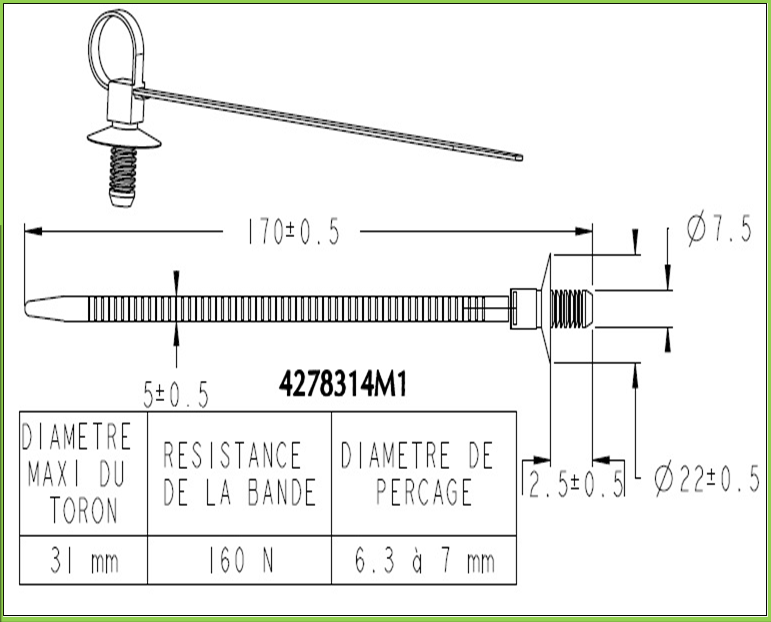 170±0.5
Ø7.5
5±0.5
4278314M1
12.5±0.5
Ø22±0.5
DIAMETRE MAXI DU TORON
RESISTANCE DE LA BANDE
DIAMETRE DE PERCAGE
31 mm
160 N
6.3 à 7 mm